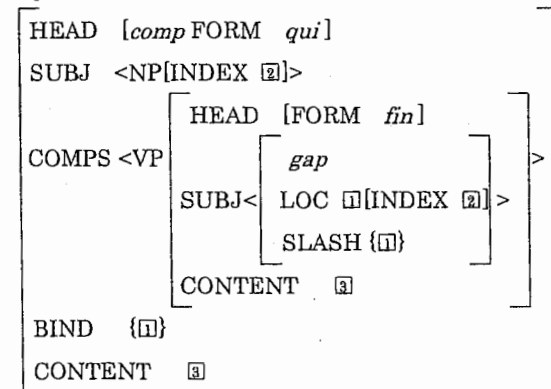 HEAD [comp FORM qui]
SUBJ <NP[INDEX 2]>
HEAD [FORM fin]
gap
COMPS <VP SUBJ< LOC 1[INDEX 2] > >
SLASH {1}
CONTENT 3
BIND {1}
CONTENT 3